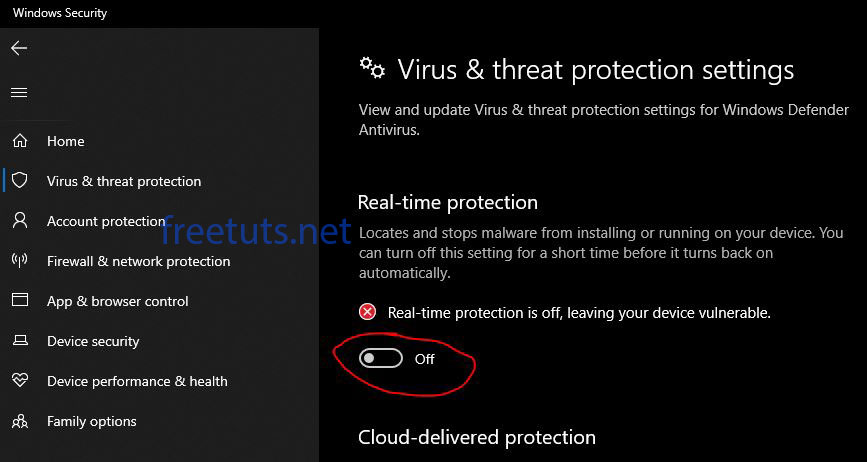 Windows Security
Home
Virus & threat protection
Account protection
Firewall & network protection
App & browser control
Device security
Device performance & health
Family options
freetuts.net
Virus & threat protection settings
View and update Virus & threat protection settings for Windows Defender
Antivirus.
Real-time protection
Locates and stops malware from installing or running on your device. You
can turn off this setting for a short time before it turns back on
automatically.
Real-time protection is off, leaving your device vulnerable.
Off
Cloud-delivered protection